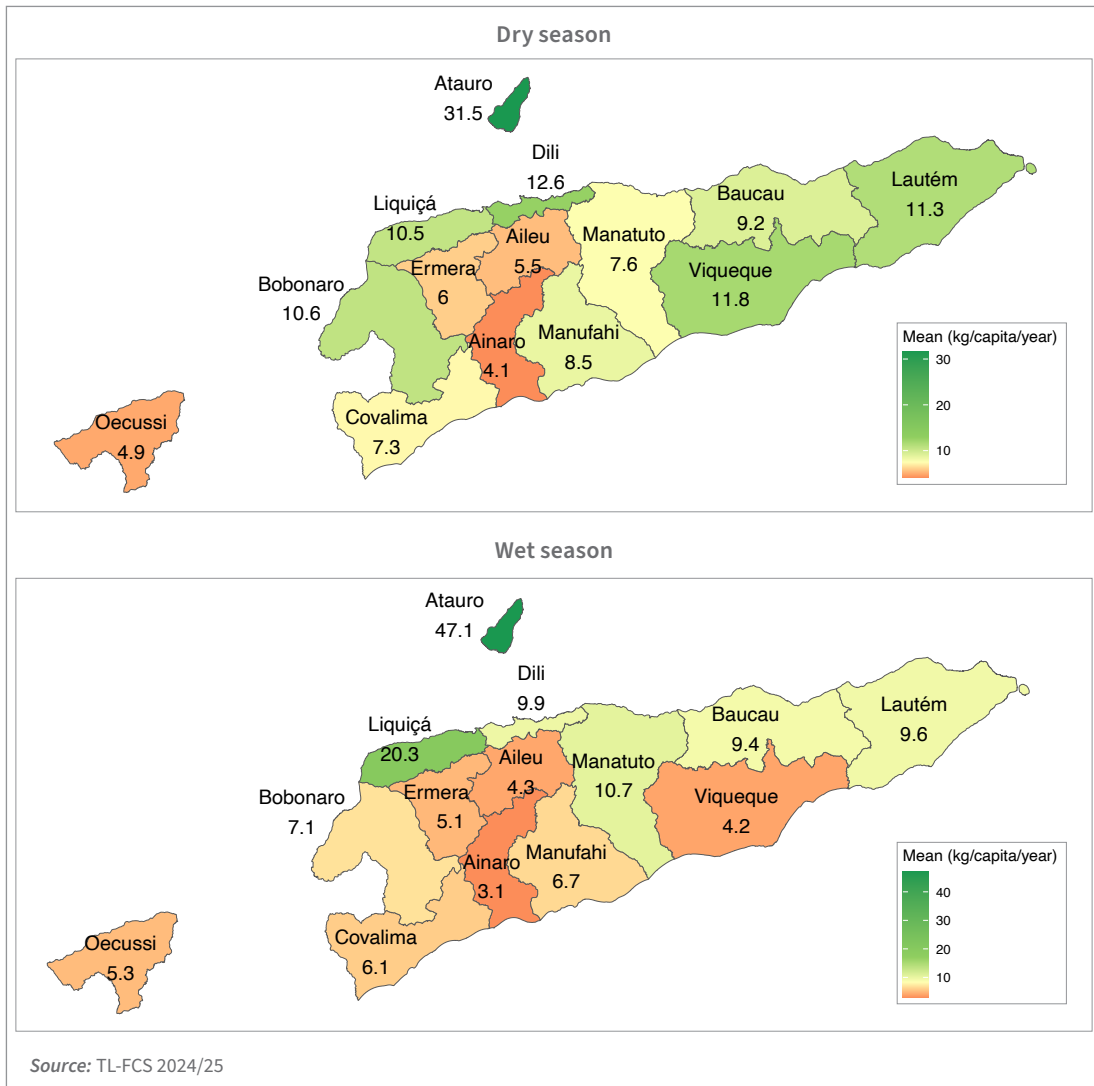 Dry season
Atauro
31.5
Dili
12.6
Liquiçá
10.5
Aileu
5.5
Manatuto
7.6
Baucau
9.2
Lautém
11.3
Ermera
6
Bobonaro
10.6
Viqueque
11.8
Ainaro
4.1
Manufahi
8.5
Covalima
7.3
Oecussi
4.9
Mean (kg/capita/year)
30
20
10
Wet season
Atauro
47.1
Dili
9.9
Liquiçá
20.3
Aileu
4.3
Manatuto
10.7
Baucau
9.4
Lautém
9.6
Ermera
5.1
Bobonaro
7.1
Viqueque
4.2
Ainaro
3.1
Manufahi
6.7
Covalima
6.1
Oecussi
5.3
Mean (kg/capita/year)
40
30
20
10
Source: TL-FCS 2024/25